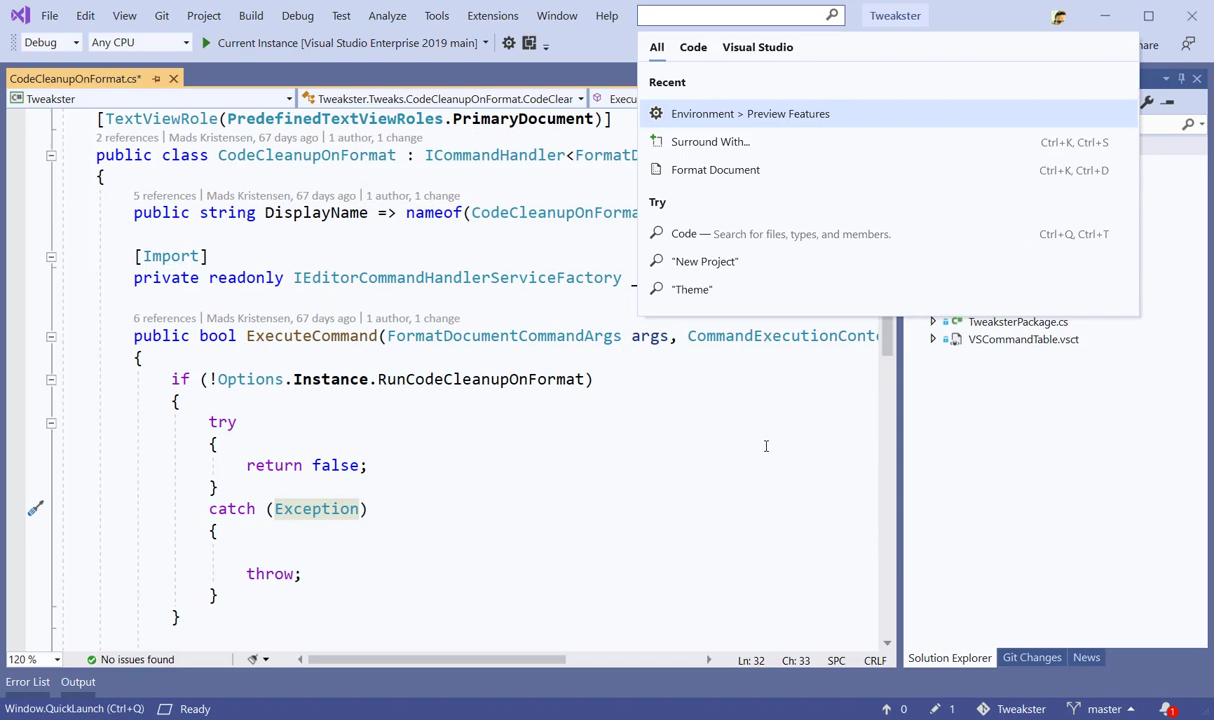 File Edit View Git Project Build Debug Test Analyze Tools Extensions Window Help Tweakster
Debug Any CPU Current Instance [Visual Studio Enterprise 2019 main] hare
All Code Visual Studio
Recent
Environment > Preview Features
Surround With... Ctrl+K, Ctrl+S
Format Document Ctrl+K, Ctrl+D
Try
Code — Search for files, types, and members. Ctrl+Q, Ctrl+T
"New Project"
"Theme"
CodeCleanupOnFormat.cs*
Tweakster Tweakster.Tweaks.CodeCleanupOnFormat.CodeClear Execu
[TextViewRole(PredefinedTextViewRoles.PrimaryDocument)]
2 references | Mads Kristensen, 67 days ago | 1 author, 1 change
public class CodeCleanupOnFormat : ICommandHandler<FormatD
{
5 references | Mads Kristensen, 67 days ago | 1 author, 1 change
public string DisplayName => nameof(CodeCleanupOnForma
[Import]
private readonly IEditorCommandHandlerServiceFactory _
6 references | Mads Kristensen, 67 days ago | 1 author, 1 change
public bool ExecuteCommand(FormatDocumentCommandArgs args, CommandExecutionConte
{
if (!Options.Instance.RunCodeCleanupOnFormat)
{
try
{
return false;
}
catch (Exception)
{
throw;
}
}
TweaksterPackage.cs
VSCommandTable.vsct
120 % No issues found Ln: 32 Ch: 33 SPC CRLF
Solution Explorer Git Changes News
Error List Output
Window.QuickLaunch (Ctrl+Q) Ready 0 1 Tweakster master 1